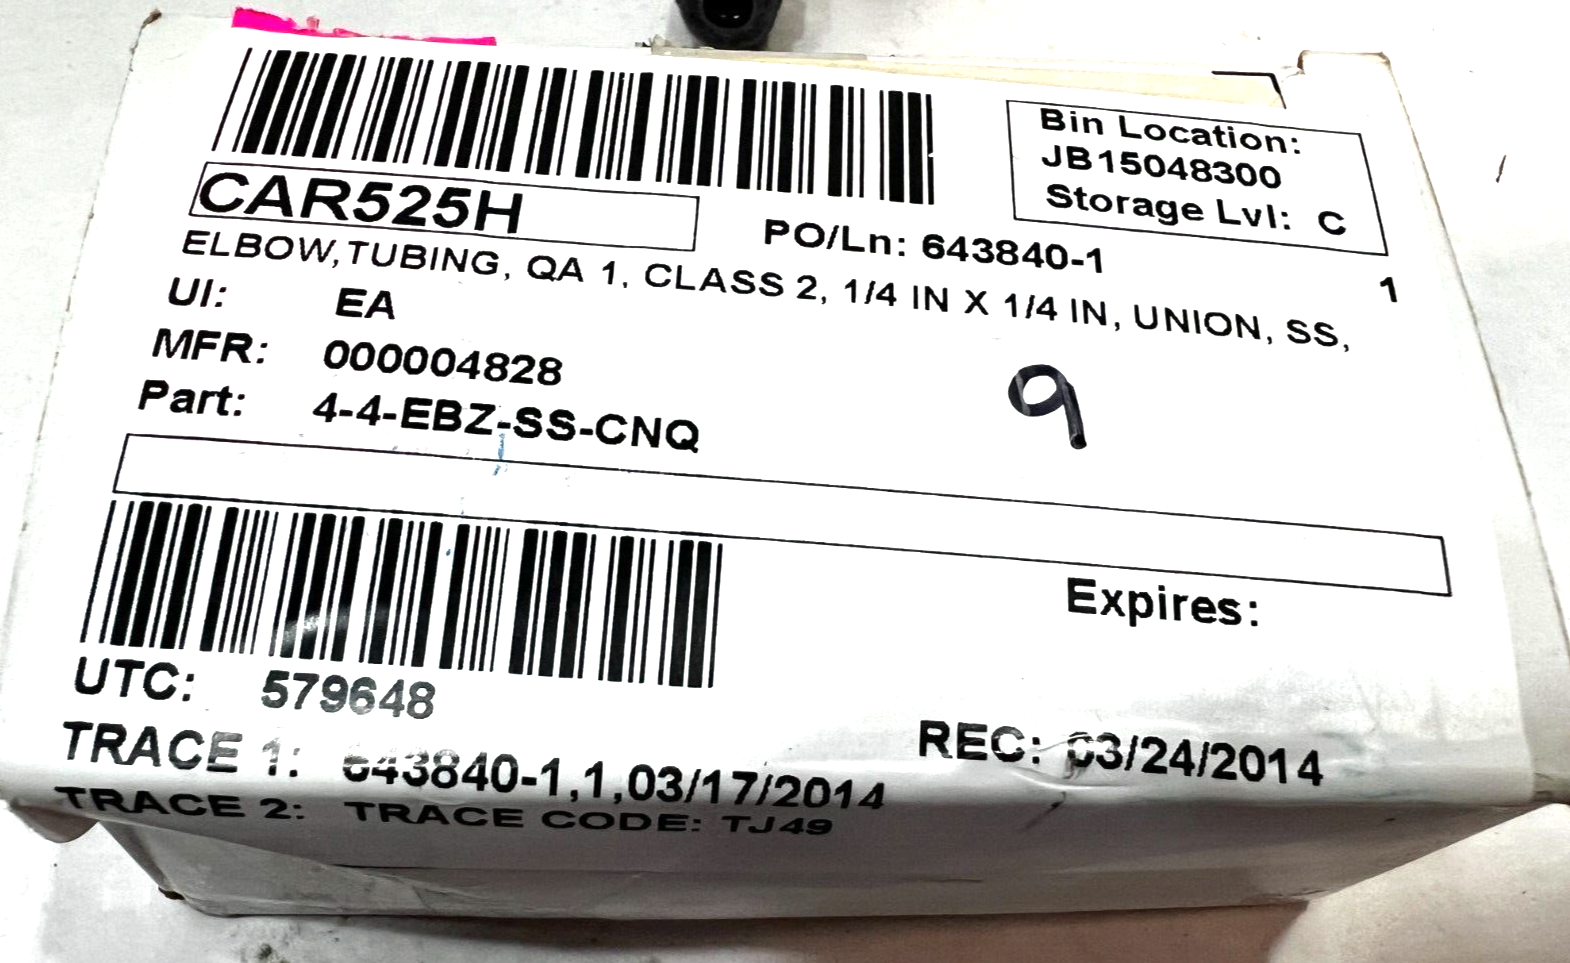 CAR525H
Bin Location:
JB15048300
Storage Lvl: C
PO/Ln: 643840-1
1
ELBOW,TUBING, QA 1, CLASS 2, 1/4 IN X 1/4 IN, UNION, SS,
UI: EA
MFR: 000004828
Part: 4-4-EBZ-SS-CNQ
9
Expires:
UTC: 579648
REC: 03/24/2014
TRACE 1: 643840-1,1,03/17/2014
TRACE 2: TRACE CODE: TJ49